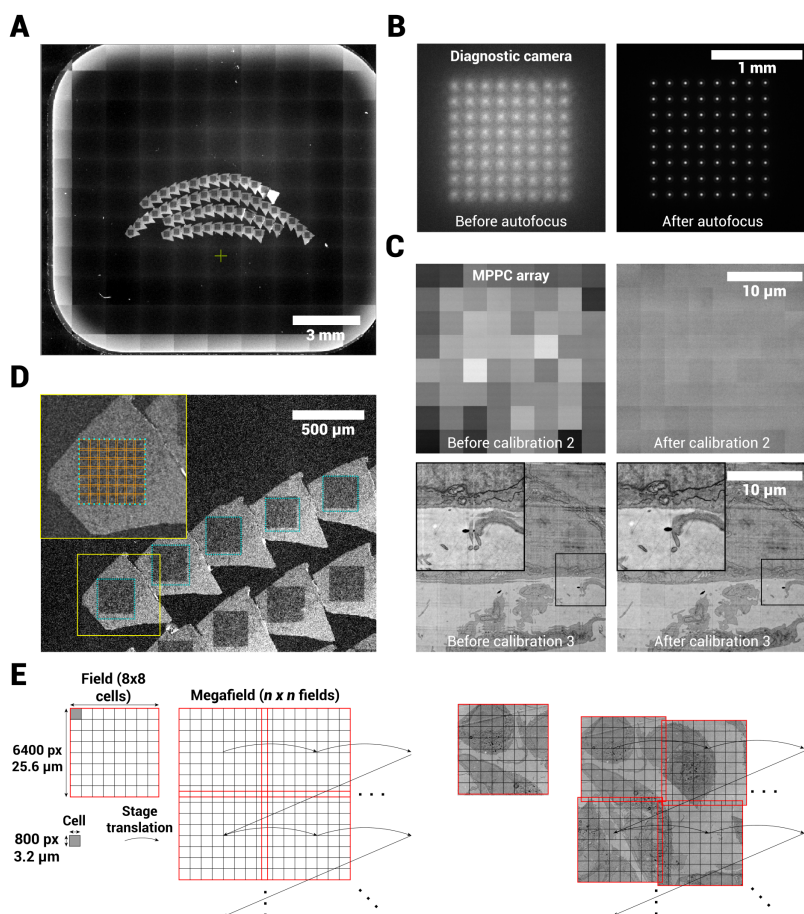 A
3 mm
B
Diagnostic camera
1 mm
Before autofocus
After autofocus
C
MPPC array
10 µm
Before calibration 2
After calibration 2
10 µm
Before calibration 3
After calibration 3
D
500 µm
E
Field (8x8
cells)
Megafield (n x n fields)
6400 px
25.6 µm
Cell
800 px
3.2 µm
Stage
translation